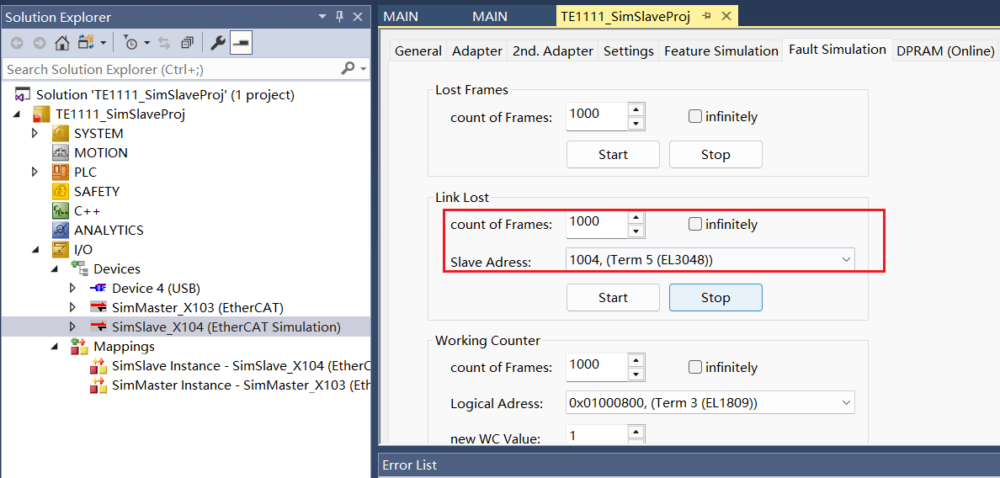 Solution Explorer
Search Solution Explorer (Ctrl+;)
Solution 'TE1111_SimSlaveProj' (1 project)
TE1111_SimSlaveProj
SYSTEM
MOTION
PLC
SAFETY
C++
ANALYTICS
I/O
Devices
Device 4 (USB)
SimMaster_X103 (EtherCAT)
SimSlave_X104 (EtherCAT Simulation)
Mappings
SimSlave Instance - SimSlave_X104 (EtherC
SimMaster Instance - SimMaster_X103 (Eth
MAIN MAIN TE1111_SimSlaveProj
General Adapter 2nd. Adapter Settings Feature Simulation Fault Simulation DPRAM (Online)
Lost Frames
count of Frames: 1000 infinitely
Start Stop
Link Lost
count of Frames: 1000 infinitely
Slave Adress: 1004, (Term 5 (EL3048))
Start Stop
Working Counter
count of Frames: 1000 infinitely
Logical Adress: 0x01000800, (Term 3 (EL1809))
new WC Value: 1
Error List